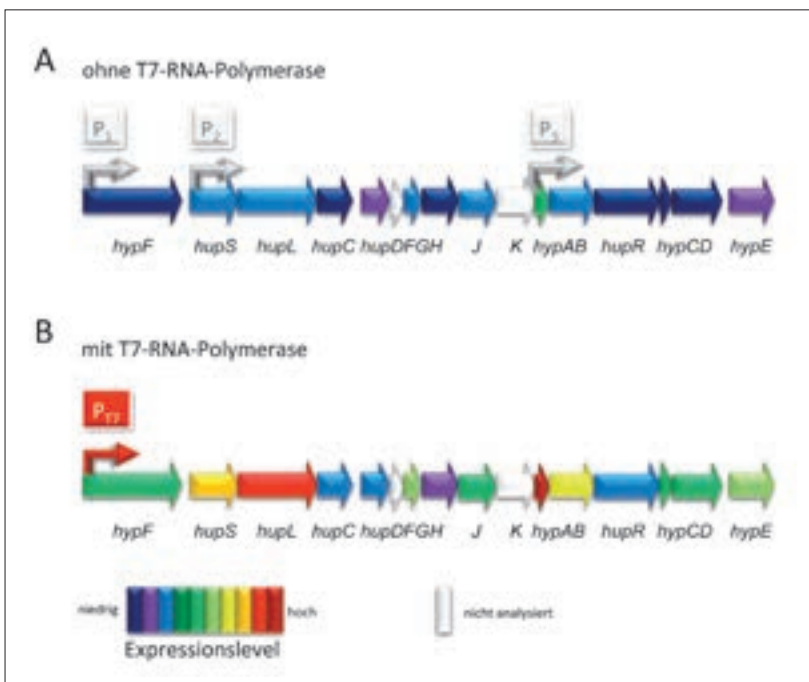 A
ohne T7-RNA-Polymerase
P1 P2 P3
hypF hupS hupL hupC hupDFGH J K hypAB hupR hypCD hypE
B
mit T7-RNA-Polymerase
PT7
hypF hupS hupL hupC hupDFGH J K hypAB hupR hypCD hypE
niedrig hoch nicht analysiert
Expressionslevel